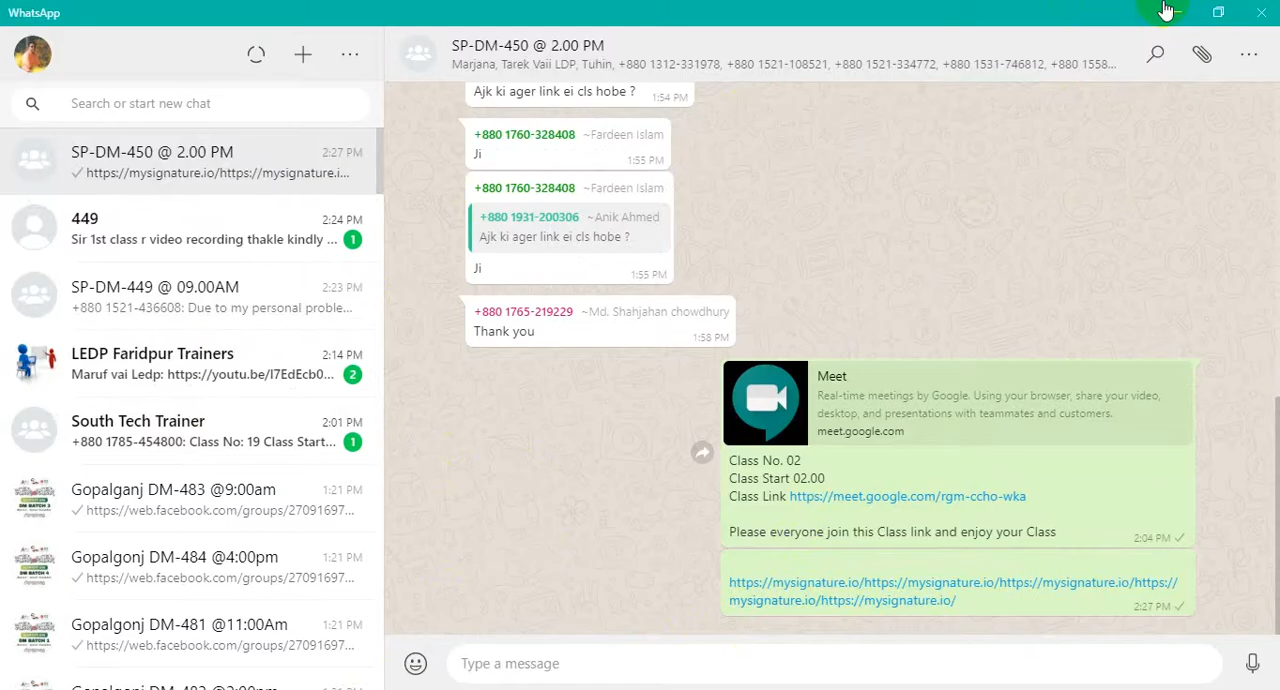 WhatsApp
Search or start new chat
SP-DM-450 @ 2.00 PM 2:27 PM
https://mysignature.io/https://mysignature.i...
449 2:24 PM
Sir 1st class r video recording thakle kindly ... 1
SP-DM-449 @ 09.00AM 2:23 PM
+880 1521-436608: Due to my personal proble...
LEDP Faridpur Trainers 2:14 PM
Maruf vai Ledp: https://youtu.be/l7EdEcb0... 2
South Tech Trainer 2:01 PM
+880 1785-454800: Class No: 19 Class Start... 1
Gopalganj DM-483 @9:00am 1:21 PM
https://web.facebook.com/groups/27091697...
Gopalgonj DM-484 @4:00pm 1:21 PM
https://web.facebook.com/groups/27091697...
Gopalgonj DM-481 @11:00Am 1:21 PM
https://web.facebook.com/groups/27091697...
SP-DM-450 @ 2.00 PM
Marjana, Tarek Vaii LDP, Tuhin, +880 1312-331978, +880 1521-108521, +880 1521-334772, +880 1531-746812, +880 1558...
Ajk ki ager link ei cls hobe ? 1:54 PM
+880 1760-328408 ~Fardeen Islam
Ji 1:55 PM
+880 1760-328408 ~Fardeen Islam
+880 1931-200306 ~Anik Ahmed
Ajk ki ager link ei cls hobe ?
Ji 1:55 PM
+880 1765-219229 ~Md. Shahjahan chowdhury
Thank you 1:58 PM
Meet
Real-time meetings by Google. Using your browser, share your video,
desktop, and presentations with teammates and customers.
meet.google.com
Class No. 02
Class Start 02.00
Class Link https://meet.google.com/rgm-ccho-wka
Please everyone join this Class link and enjoy your Class 2:04 PM
https://mysignature.io/https://mysignature.io/https://mysignature.io/https://
mysignature.io/https://mysignature.io/ 2:27 PM
Type a message